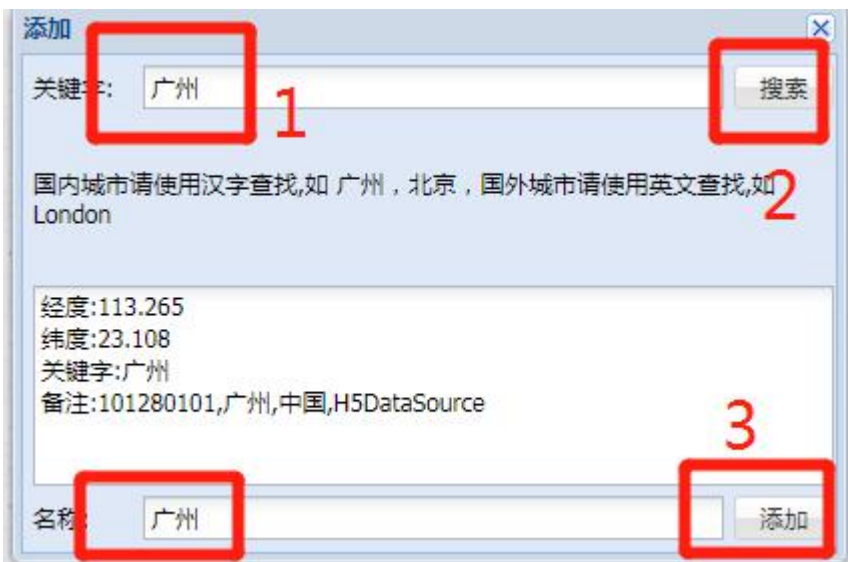 添加
关键字: 广州 搜索
1
2
国内城市请使用汉字查找,如 广州，北京，国外城市请使用英文查找,如
London
经度:113.265
纬度:23.108
关键字:广州
备注:101280101,广州,中国,H5DataSource
3
名称: 广州 添加